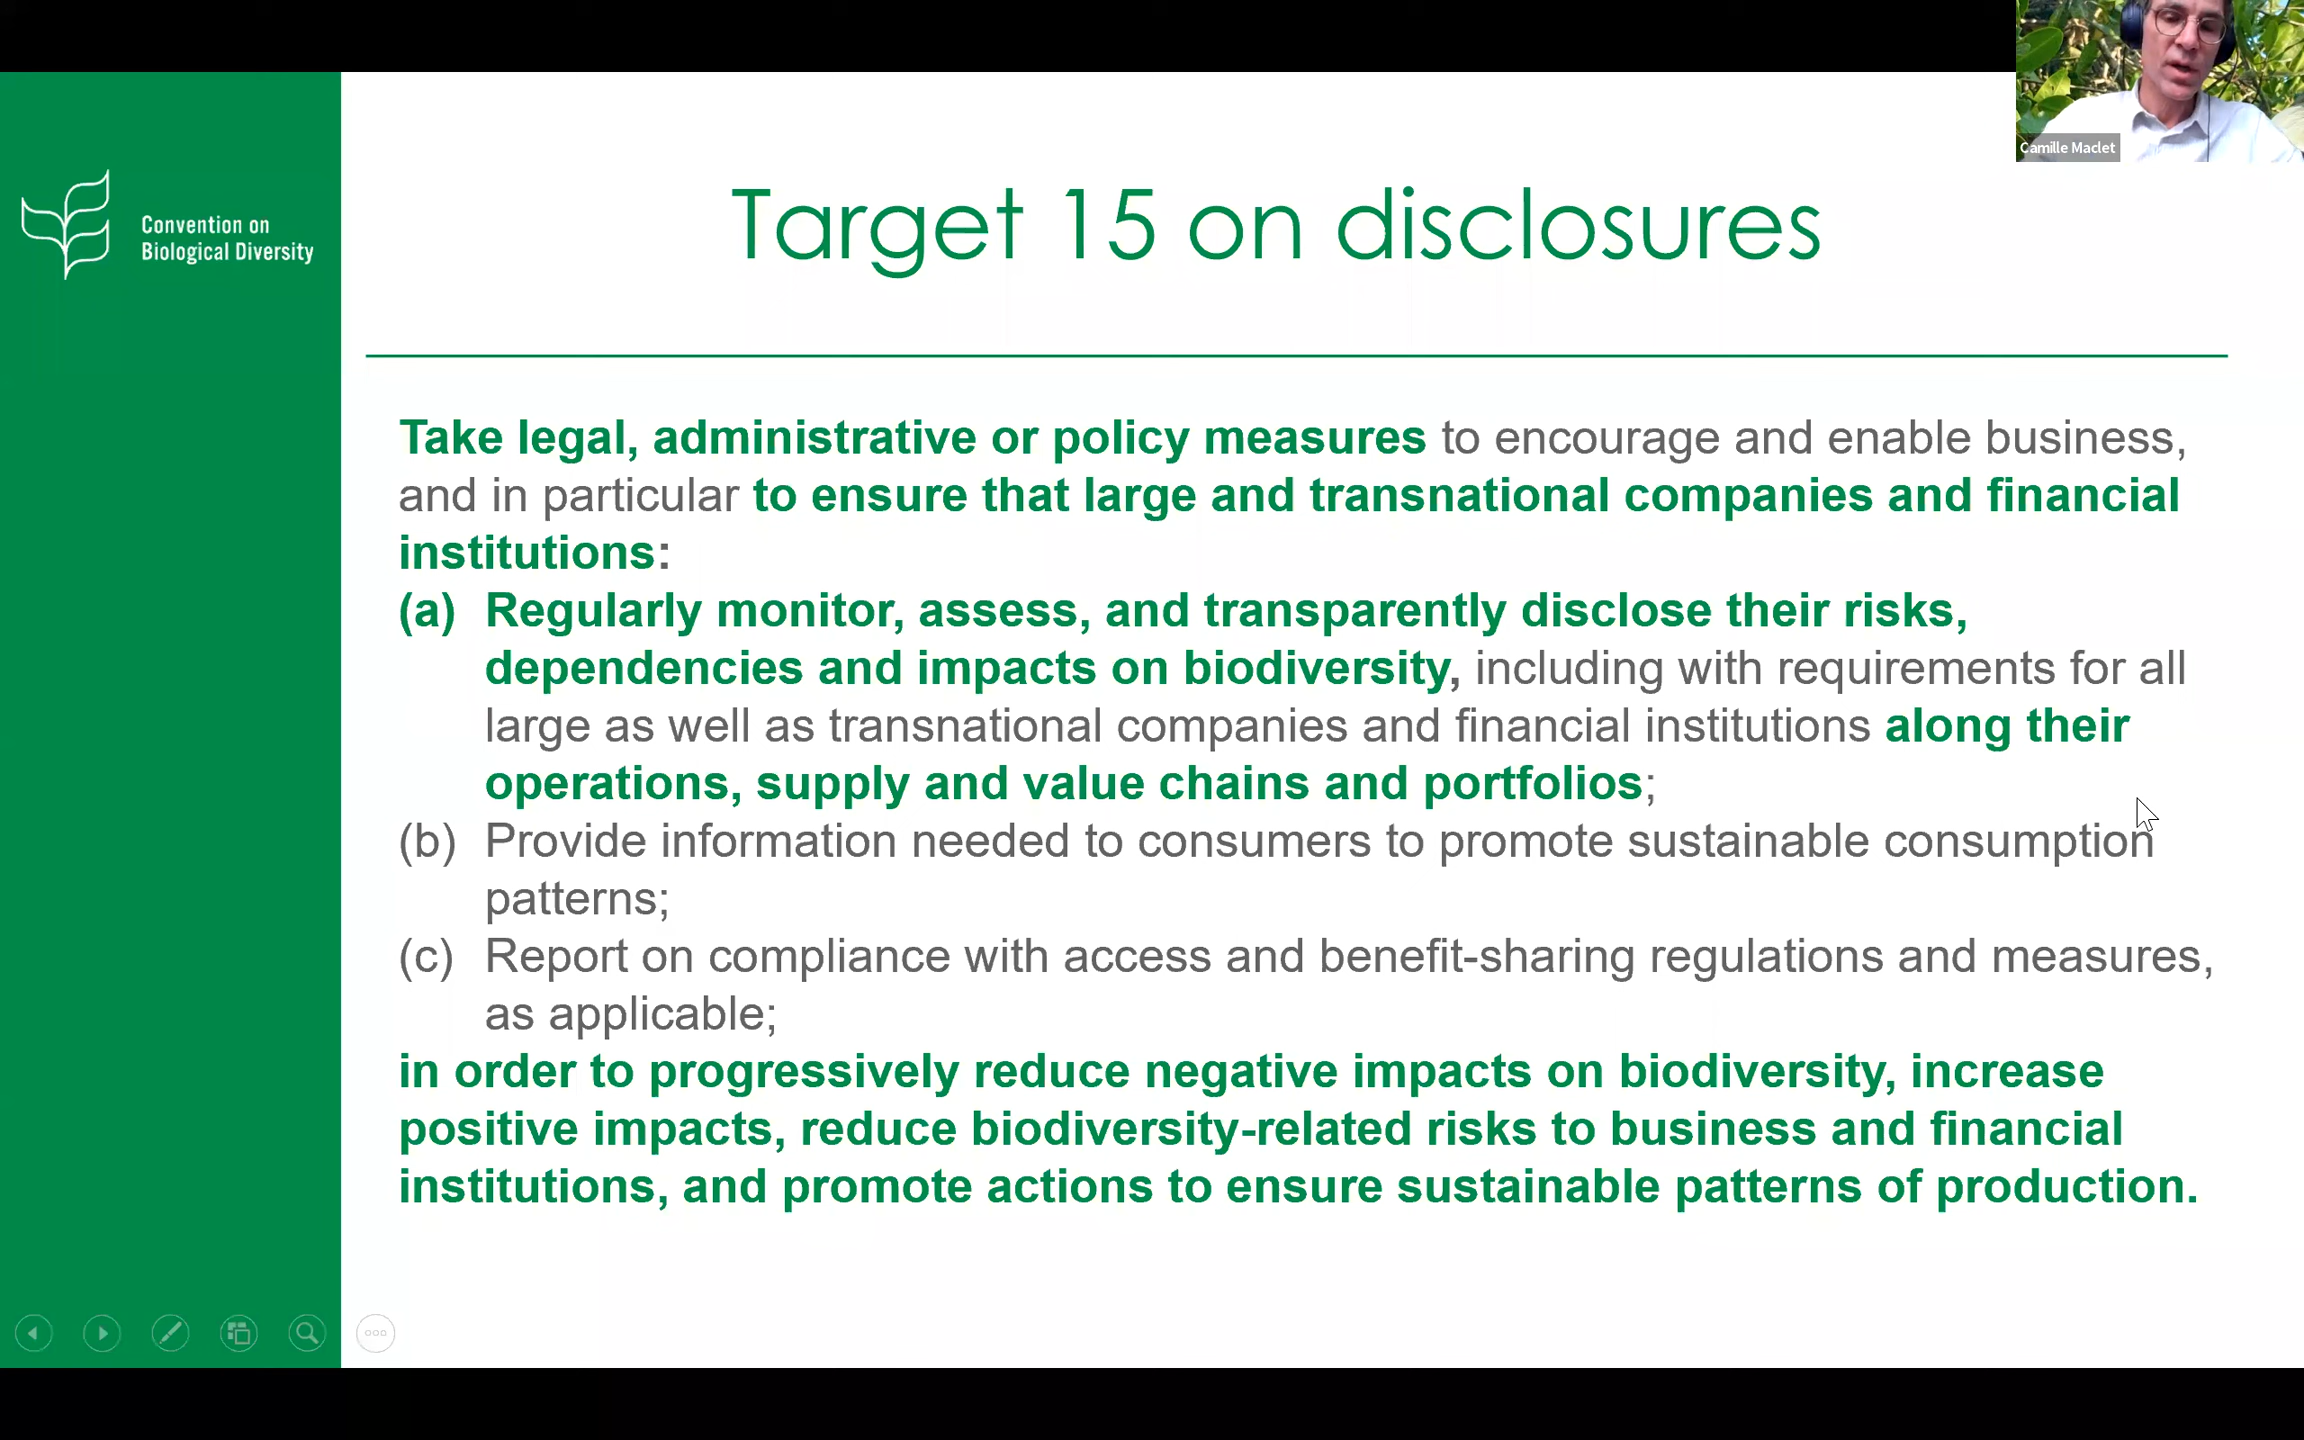 Camille Maclet
Convention on
Biological Diversity
Target 15 on disclosures
Take legal, administrative or policy measures to encourage and enable business,
and in particular to ensure that large and transnational companies and financial
institutions:
(a) Regularly monitor, assess, and transparently disclose their risks,
dependencies and impacts on biodiversity, including with requirements for all
large as well as transnational companies and financial institutions along their
operations, supply and value chains and portfolios;
(b) Provide information needed to consumers to promote sustainable consumption
patterns;
(c) Report on compliance with access and benefit-sharing regulations and measures,
as applicable;
in order to progressively reduce negative impacts on biodiversity, increase
positive impacts, reduce biodiversity-related risks to business and financial
institutions, and promote actions to ensure sustainable patterns of production.